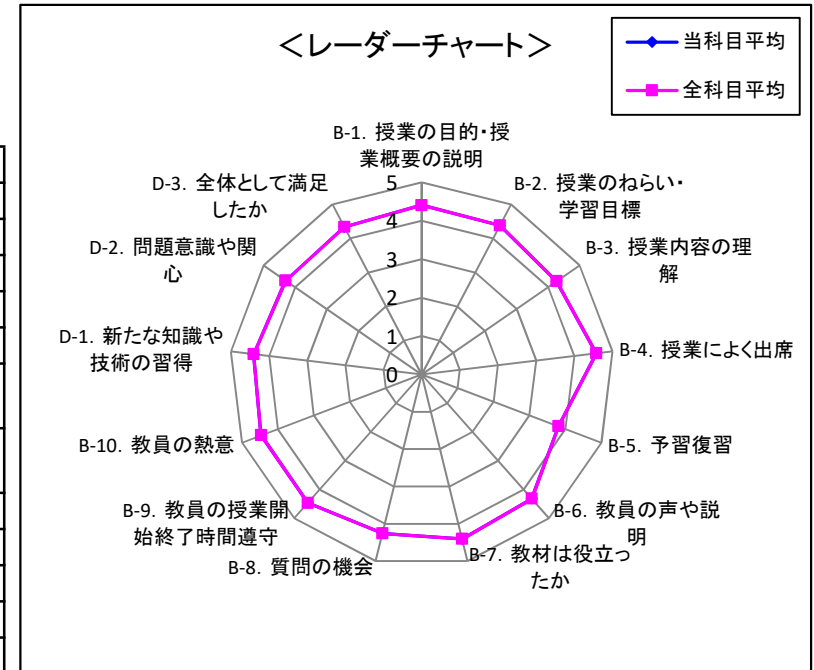 ＜レーダーチャート＞
当科目平均
全科目平均
B-1．授業の目的・授
業概要の説明
B-2．授業のねらい・
学習目標
B-3．授業内容の理
解
B-4．授業によく出席
B-5．予習復習
B-6．教員の声や説
明
B-7．教材は役立っ
たか
B-8．質問の機会
B-9．教員の授業開
始終了時間遵守
B-10．教員の熱意
D-1．新たな知識や
技術の習得
D-2．問題意識や関
心
D-3．全体として満足
したか
5
4
3
2
1
0